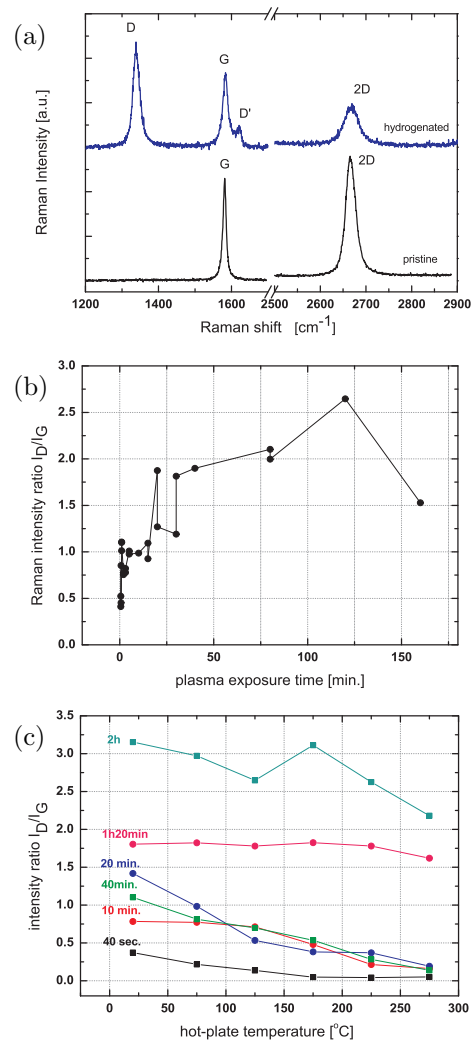 (a)
D
G
D'
2D
hydrogenated
G
2D
pristine
Raman Intensity [a.u.]
1200 1400 1600 2500 2600 2700 2800 2900
Raman shift [cm-1]
(b)
3.0
2.5
2.0
1.5
1.0
0.5
0.0
Raman intensity ratio ID/IG
0 50 100 150
plasma exposure time [min.]
(c)
3.5
3.0
2.5
2.0
1.5
1.0
0.5
0.0
intensity ratio ID/IG
2h
1h20min
20 min.
40min.
10 min.
40 sec.
0 50 100 150 200 250 300
hot-plate temperature [°C]